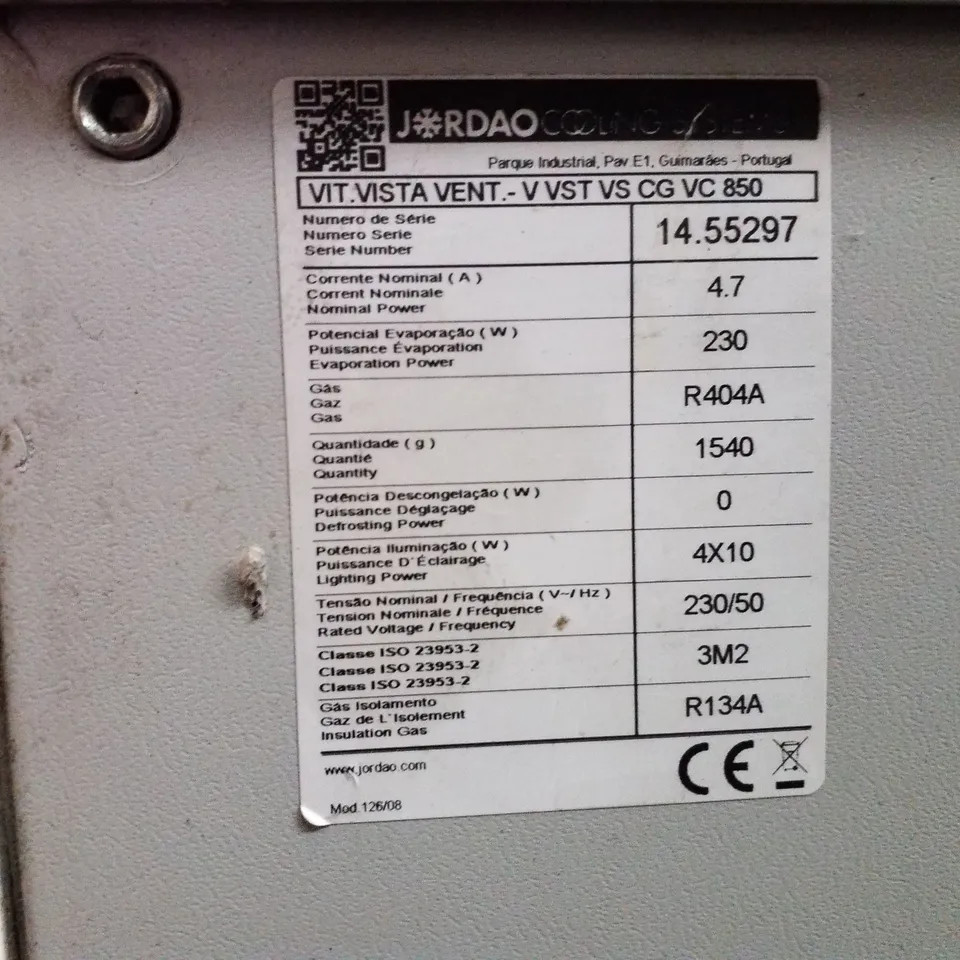 JORDAO COOLING SYSTEMS
Parque Industrial, Pav E1, Guimarães - Portugal
VIT.VISTA VENT.- V VST VS CG VC 850
Numero de Série
Numero Serie
Serie Number
14.55297
Corrente Nominal ( A )
Corrent Nominale
Nominal Power
4.7
Potencial Evaporação ( W )
Puissance Évaporation
Evaporation Power
230
Gás
Gaz
Gas
R404A
Quantidade ( g )
Quantié
Quantity
1540
Potência Descongelação ( W )
Puissance Déglaçage
Defrosting Power
0
Potência Iluminação ( W )
Puissance D´Éclairage
Lighting Power
4X10
Tensão Nominal / Frequência ( V~/ Hz )
Tension Nominale / Fréquence
Rated Voltage / Frequency
230/50
Classe ISO 23953-2
Classe ISO 23953-2
Class ISO 23953-2
3M2
Gás Isolamento
Gaz de L´Isolement
Insulation Gas
R134A
www.jordao.com
CE
Mod.126/08